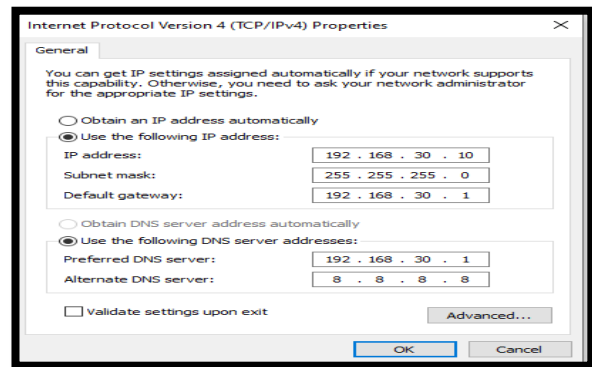 Internet Protocol Version 4 (TCP/IPv4) Properties
General
You can get IP settings assigned automatically if your network supports
this capability. Otherwise, you need to ask your network administrator
for the appropriate IP settings.
Obtain an IP address automatically
Use the following IP address:
IP address: 192 . 168 . 30 . 10
Subnet mask: 255 . 255 . 255 . 0
Default gateway: 192 . 168 . 30 . 1
Obtain DNS server address automatically
Use the following DNS server addresses:
Preferred DNS server: 192 . 168 . 30 . 1
Alternate DNS server: 8 . 8 . 8 . 8
Validate settings upon exit
Advanced...
OK Cancel